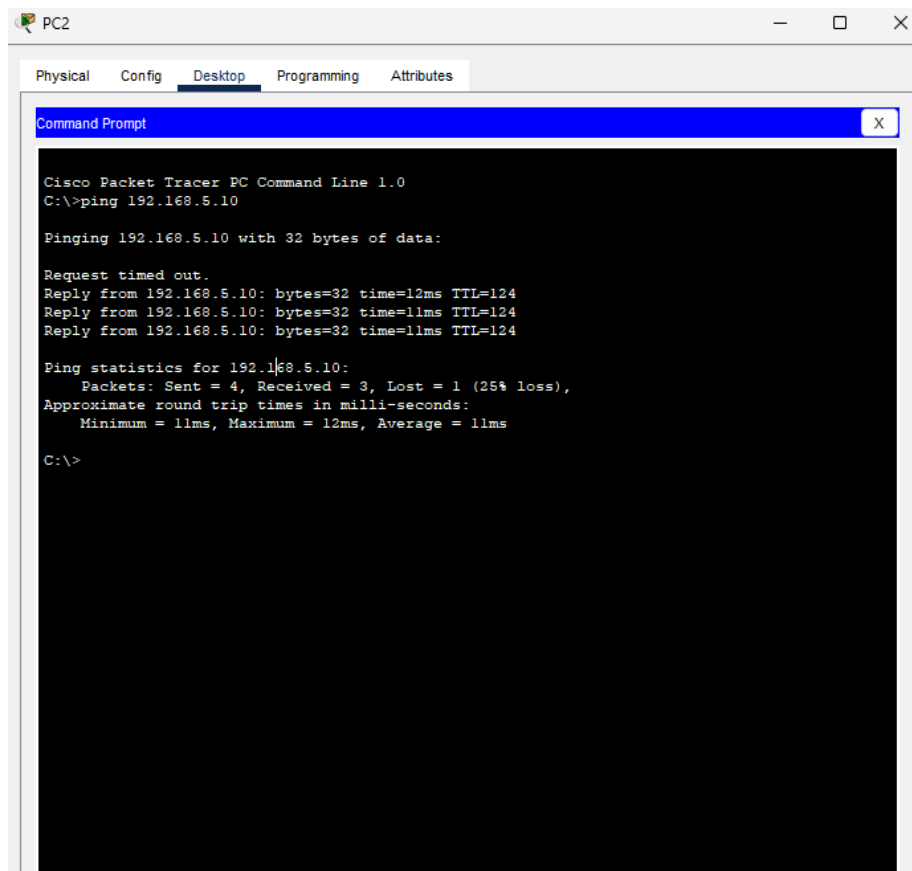 PC2
Physical Config Desktop Programming Attributes
Command Prompt X
Cisco Packet Tracer PC Command Line 1.0
C:\>ping 192.168.5.10
Pinging 192.168.5.10 with 32 bytes of data:
Request timed out.
Reply from 192.168.5.10: bytes=32 time=12ms TTL=124
Reply from 192.168.5.10: bytes=32 time=11ms TTL=124
Reply from 192.168.5.10: bytes=32 time=11ms TTL=124
Ping statistics for 192.168.5.10:
Packets: Sent = 4, Received = 3, Lost = 1 (25% loss),
Approximate round trip times in milli-seconds:
Minimum = 11ms, Maximum = 12ms, Average = 11ms
C:\>